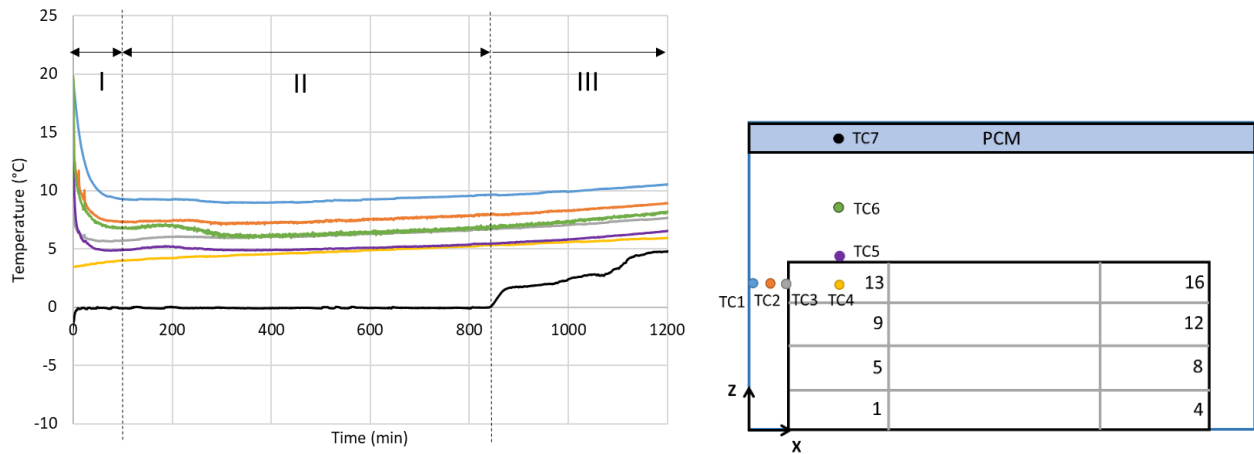 25
20
15
10
5
0
-5
-10
Temperature (°C)
I
II
III
0
200
400
600
800
1000
1200
Time (min)
PCM
TC7
TC6
TC5
TC1
TC2
TC3
TC4
13
16
9
12
5
8
1
4
Z
X